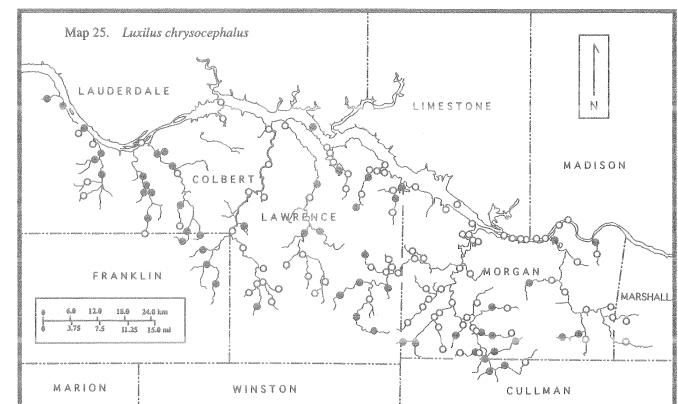 Map 25. Luxilus chrysocephalus
LAUDERDALE
LIMESTONE
N
MADISON
COLBERT
LAWRENCE
FRANKLIN
MORGAN
MARSHALL
0 6.0 12.0 18.0 24.0 km
0 3.75 7.5 11.25 15.0 mi
MARION
WINSTON
CULLMAN